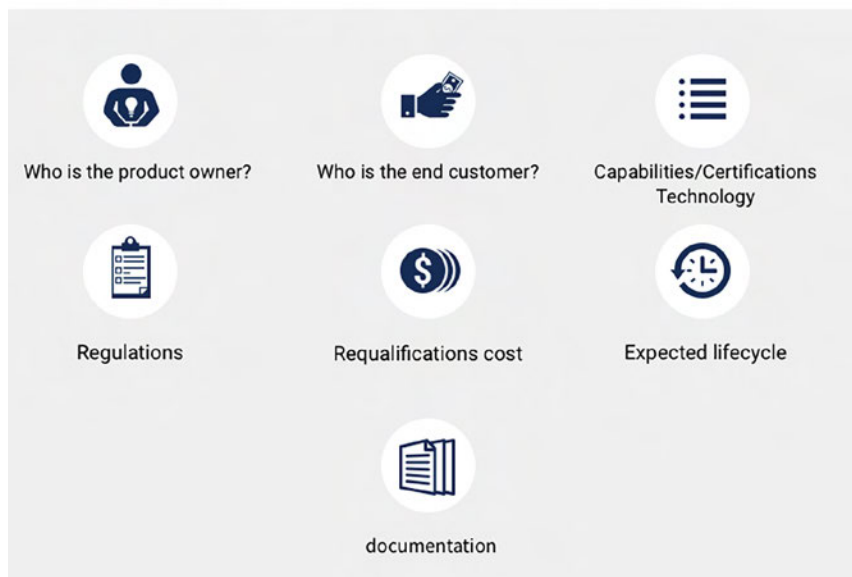 Who is the product owner?
Who is the end customer?
Capabilities/Certifications
Technology
Regulations
Requalifications cost
Expected lifecycle
documentation